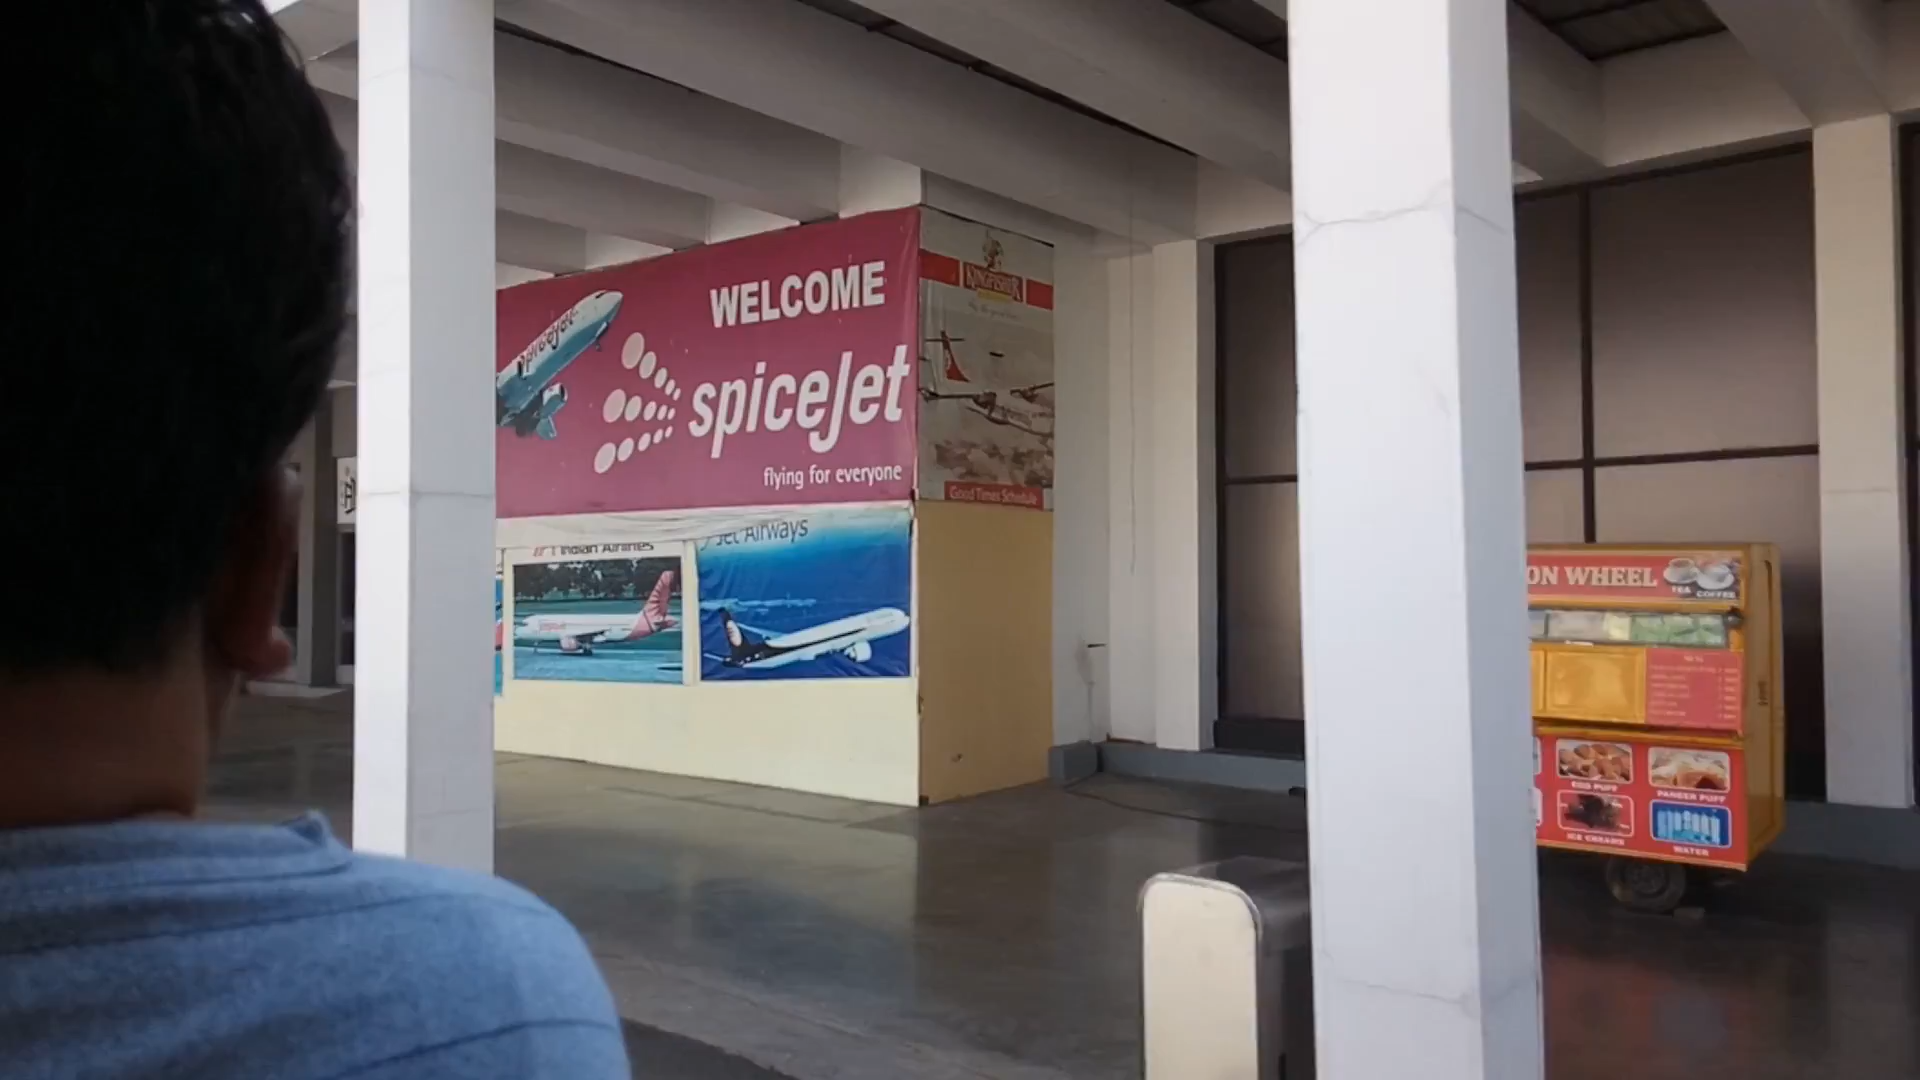 WELCOME
spicejet
spiceJet
flying for everyone
KINGFISHER
Good Times Schedule
Indian Airlines
Jet Airways
ON WHEEL
TEA
COFFEE
EGG PUFF
PANEER PUFF
ICE CREAMS
WATER